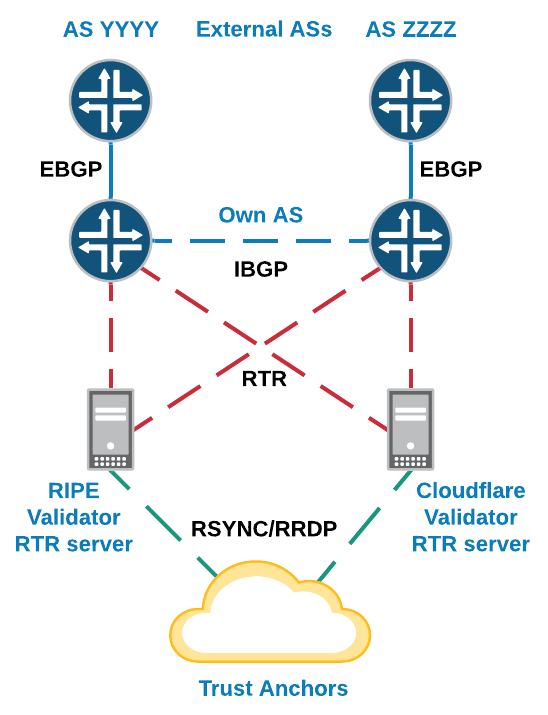 AS YYYY
External ASs
AS ZZZZ
EBGP
EBGP
Own AS
IBGP
RTR
RIPE
Validator
RTR server
Cloudflare
Validator
RTR server
RSYNC/RRDP
Trust Anchors